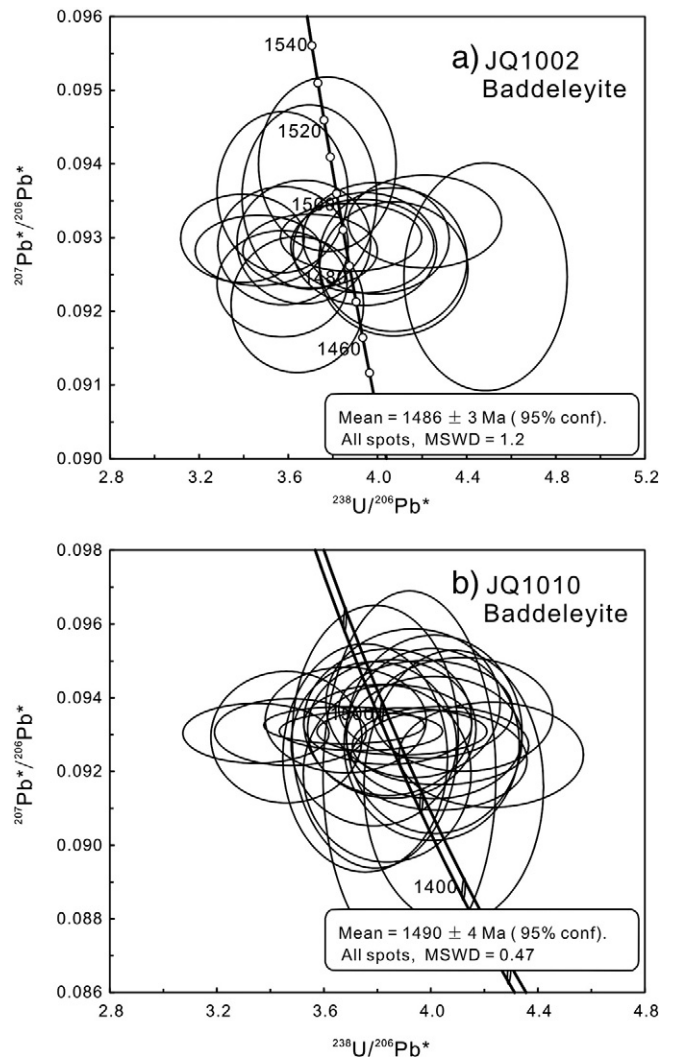 0.096
0.095
0.094
0.093
0.092
0.091
0.090
207Pb*/206Pb*
1540
1520
1500
1480
1460
a) JQ1002
Baddeleyite
Mean = 1486 ± 3 Ma ( 95% conf).
All spots, MSWD = 1.2
2.8 3.2 3.6 4.0 4.4 4.8 5.2
238U/206Pb*
0.098
0.096
0.094
0.092
0.090
0.088
0.086
207Pb*/206Pb*
b) JQ1010
Baddeleyite
1400
Mean = 1490 ± 4 Ma ( 95% conf).
All spots, MSWD = 0.47
2.8 3.2 3.6 4.0 4.4 4.8
238U/206Pb*